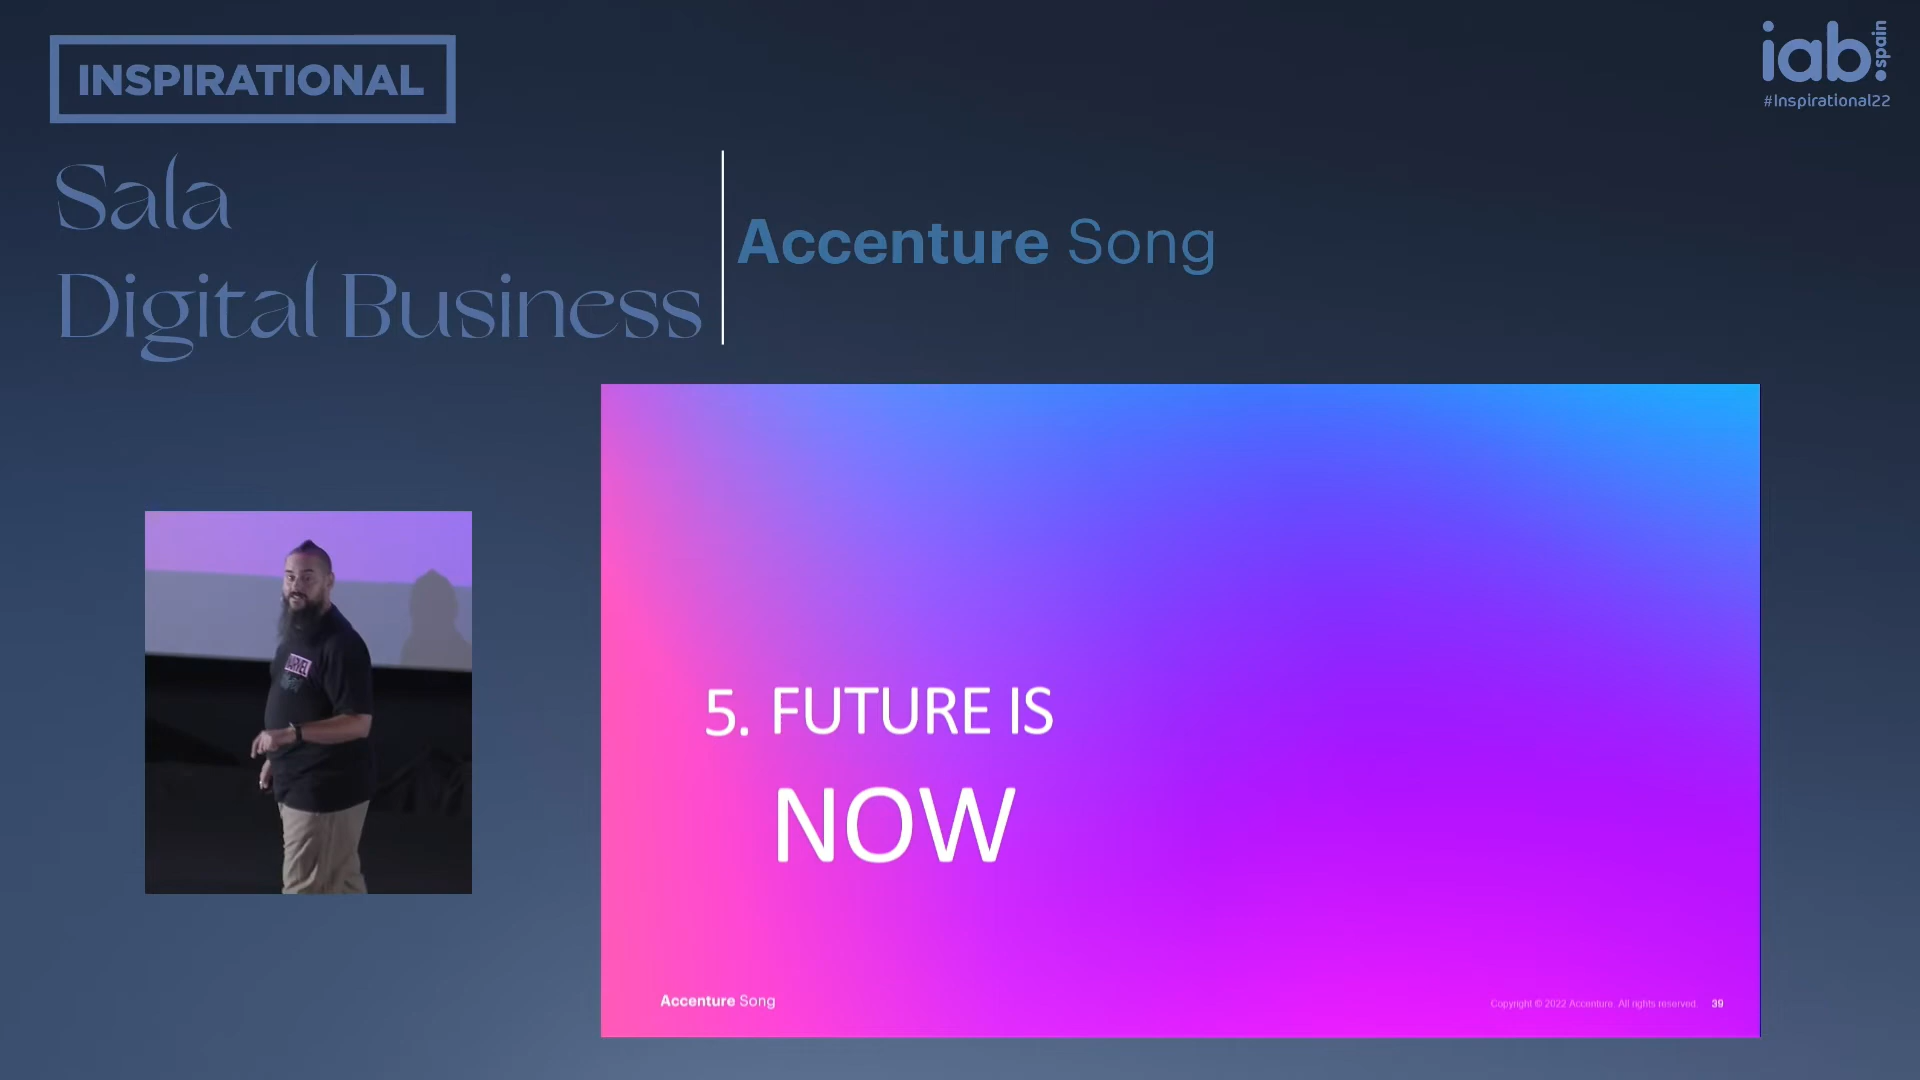 INSPIRATIONAL
iab.spain
#Inspirational22
Sala
Digital Business
Accenture Song
5. FUTURE IS
NOW
Accenture Song
Copyright © 2022 Accenture. All rights reserved. 39